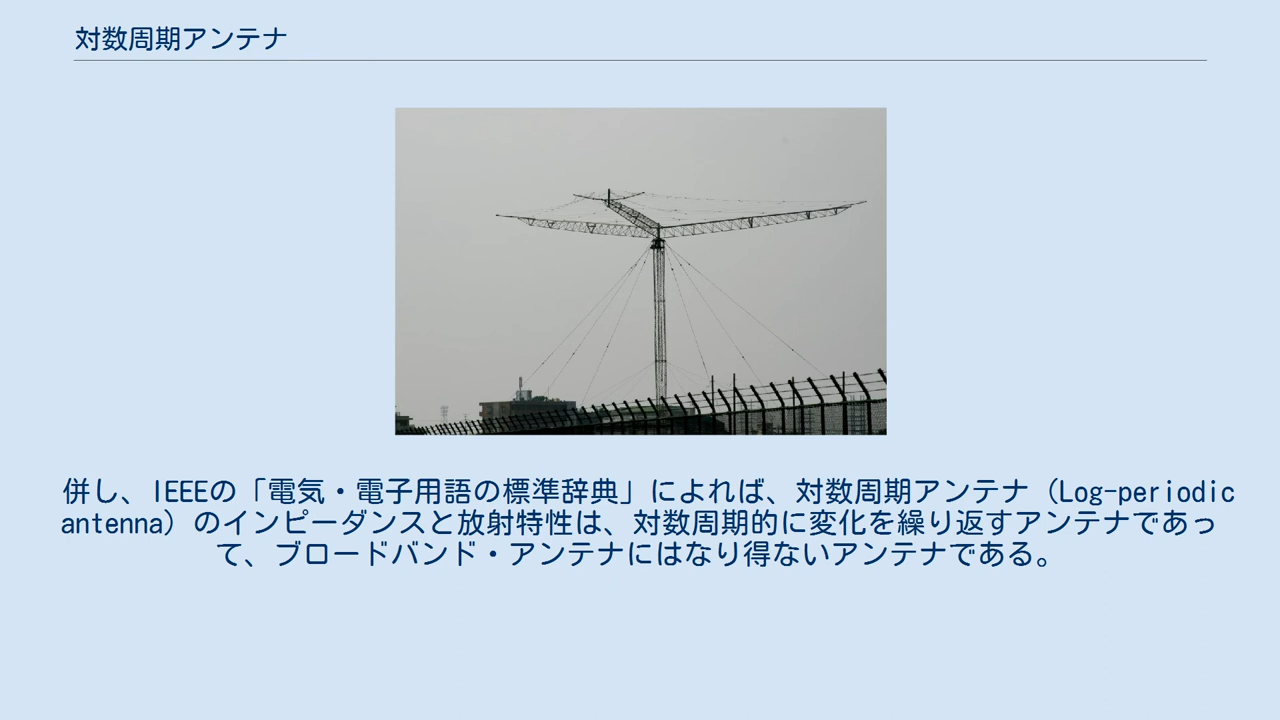 対数周期アンテナ
併し、IEEEの「電気・電子用語の標準辞典」によれば、対数周期アンテナ（Log-periodic
antenna）のインピーダンスと放射特性は、対数周期的に変化を繰り返すアンテナであっ
て、ブロードバンド・アンテナにはなり得ないアンテナである。